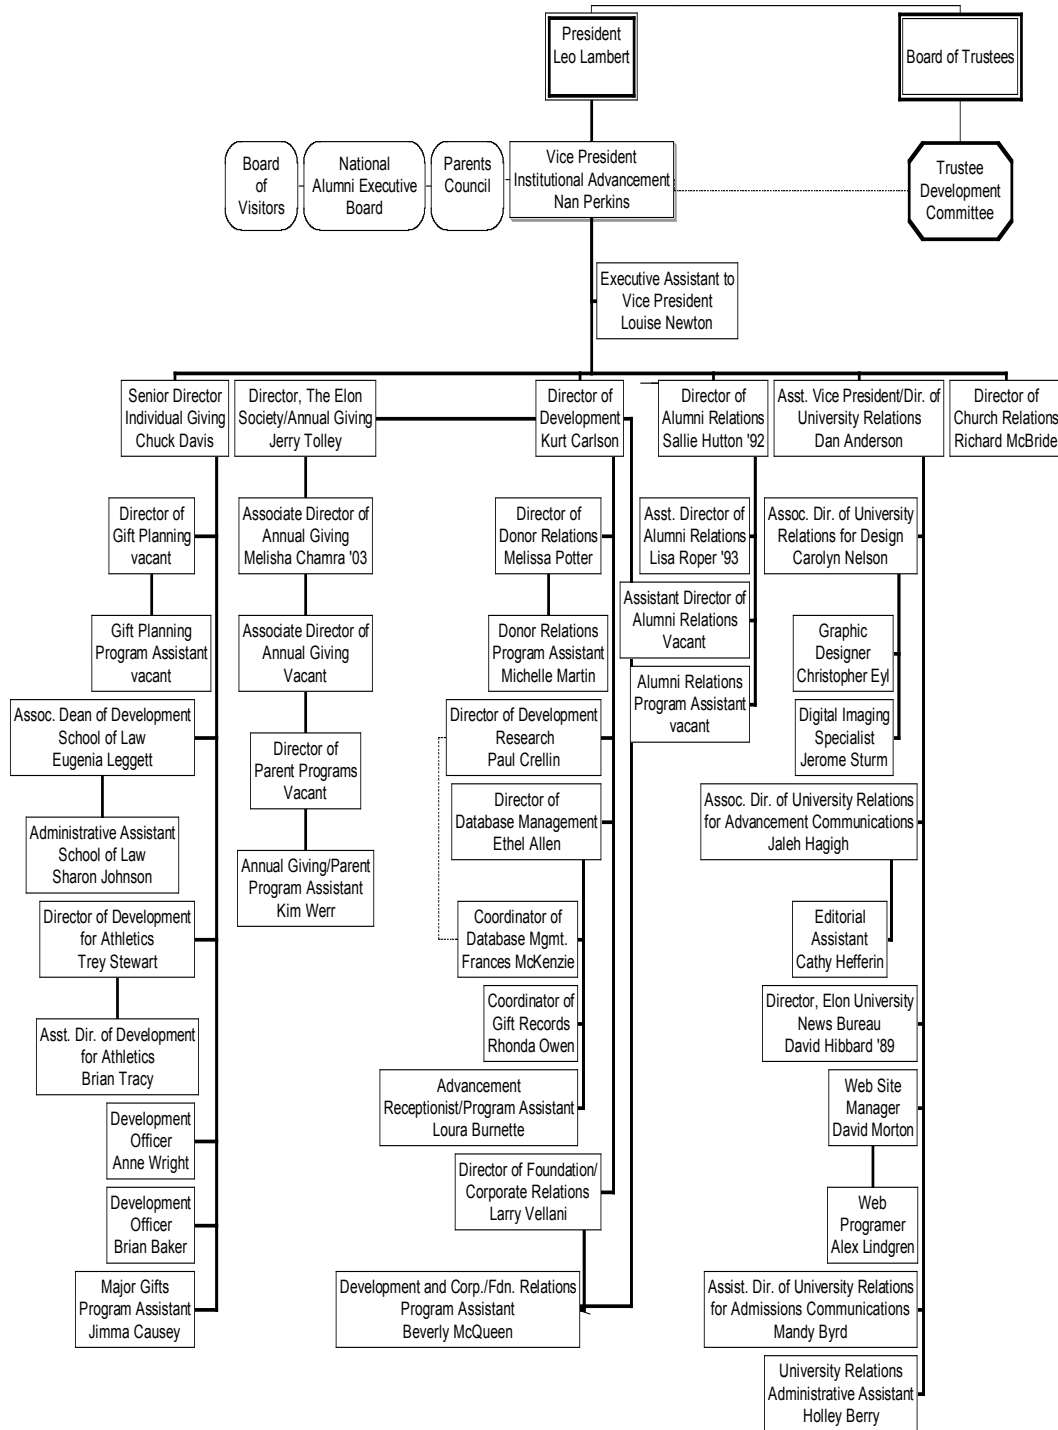 President
Leo Lambert
Board of Trustees
Board
of
Visitors
National
Alumni Executive
Board
Parents
Council
Vice President
Institutional Advancement
Nan Perkins
Trustee
Development
Committee
Executive Assistant to
Vice President
Louise Newton
Senior Director
Individual Giving
Chuck Davis
Director, The Elon
Society/Annual Giving
Jerry Tolley
Director of
Development
Kurt Carlson
Director of
Alumni Relations
Sallie Hutton '92
Asst. Vice President/Dir. of
University Relations
Dan Anderson
Director of
Church Relations
Richard McBride
Director of
Gift Planning
vacant
Gift Planning
Program Assistant
vacant
Assoc. Dean of Development
School of Law
Eugenia Leggett
Administrative Assistant
School of Law
Sharon Johnson
Director of Development
for Athletics
Trey Stewart
Asst. Dir. of Development
for Athletics
Brian Tracy
Development
Officer
Anne Wright
Development
Officer
Brian Baker
Major Gifts
Program Assistant
Jimma Causey
Associate Director of
Annual Giving
Melisha Chamra '03
Associate Director of
Annual Giving
Vacant
Director of
Parent Programs
Vacant
Annual Giving/Parent
Program Assistant
Kim Werr
Director of
Donor Relations
Melissa Potter
Donor Relations
Program Assistant
Michelle Martin
Director of Development
Research
Paul Crellin
Director of
Database Management
Ethel Allen
Coordinator of
Database Mgmt.
Frances McKenzie
Coordinator of
Gift Records
Rhonda Owen
Advancement
Receptionist/Program Assistant
Loura Burnette
Director of Foundation/
Corporate Relations
Larry Vellani
Development and Corp./Fdn. Relations
Program Assistant
Beverly McQueen
Asst. Director of
Alumni Relations
Lisa Roper '93
Assistant Director of
Alumni Relations
Vacant
Alumni Relations
Program Assistant
vacant
Assoc. Dir. of University
Relations for Design
Carolyn Nelson
Graphic
Designer
Christopher Eyl
Digital Imaging
Specialist
Jerome Sturm
Assoc. Dir. of University Relations
for Advancement Communications
Jaleh Hagigh
Editorial
Assistant
Cathy Hefferin
Director, Elon University
News Bureau
David Hibbard '89
Web Site
Manager
David Morton
Web
Programer
Alex Lindgren
Assist. Dir. of University Relations
for Admissions Communications
Mandy Byrd
University Relations
Administrative Assistant
Holley Berry